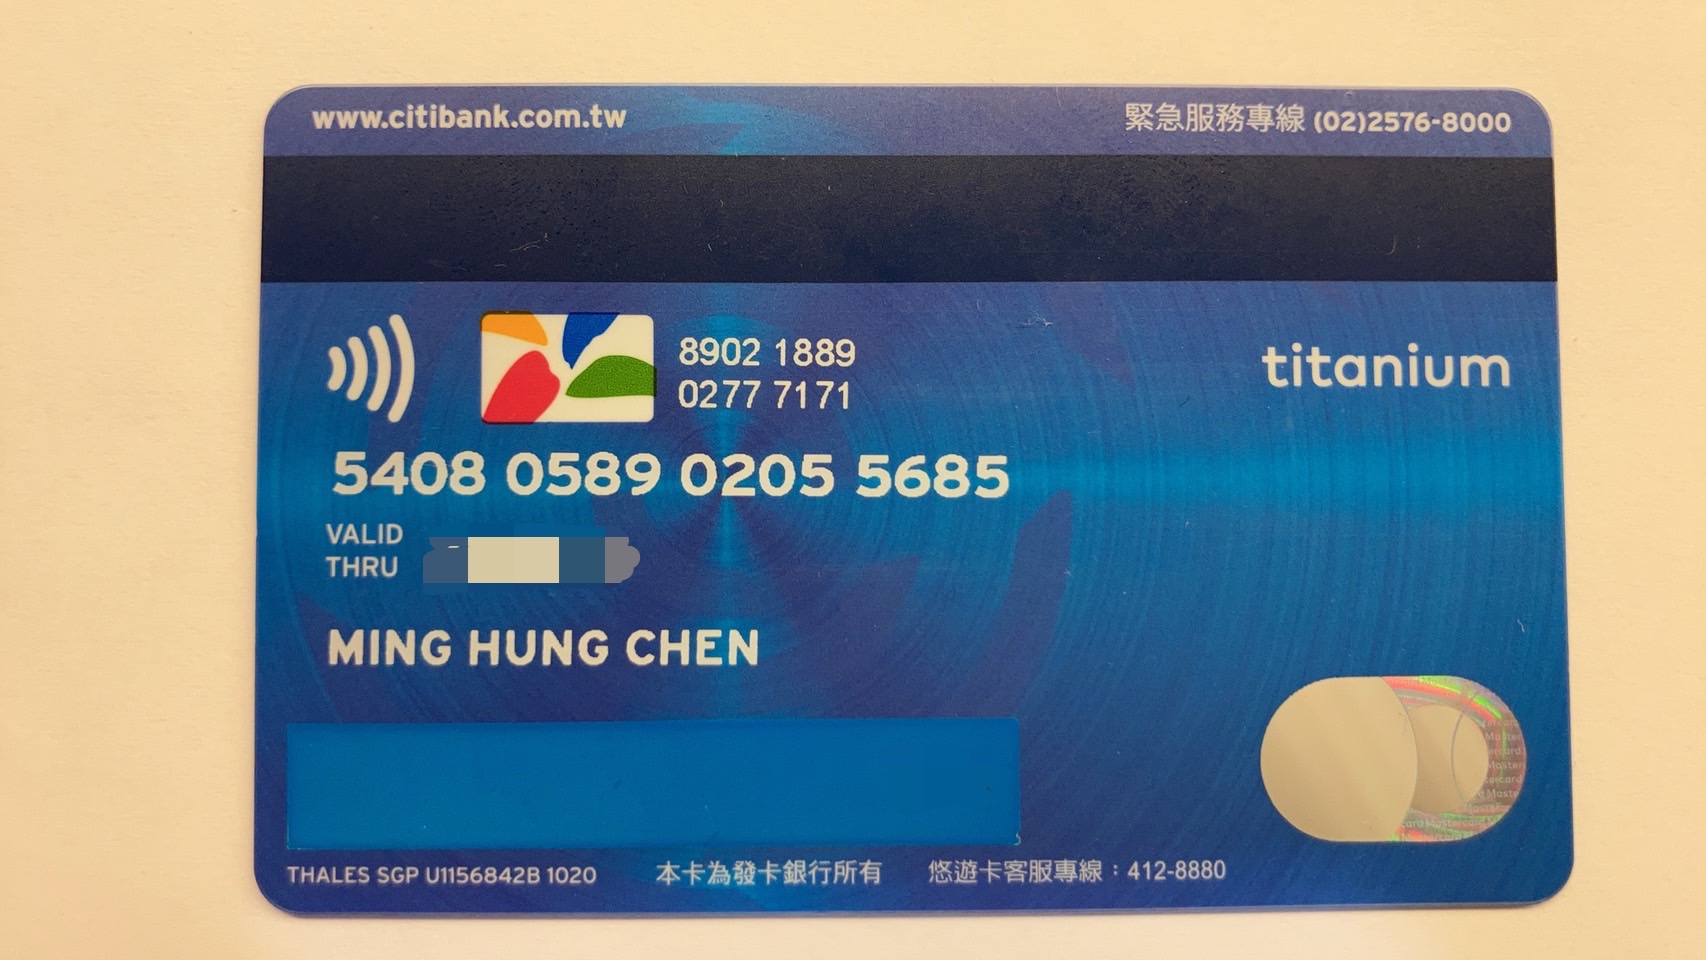 www.citibank.com.tw
緊急服務專線 (02)2576-8000
8902 1889
0277 7171
titanium
5408 0589 0205 5685
VALID
THRU
MING HUNG CHEN
THALES SGP U1156842B 1020
本卡為發卡銀行所有
悠遊卡客服專線：412-8880